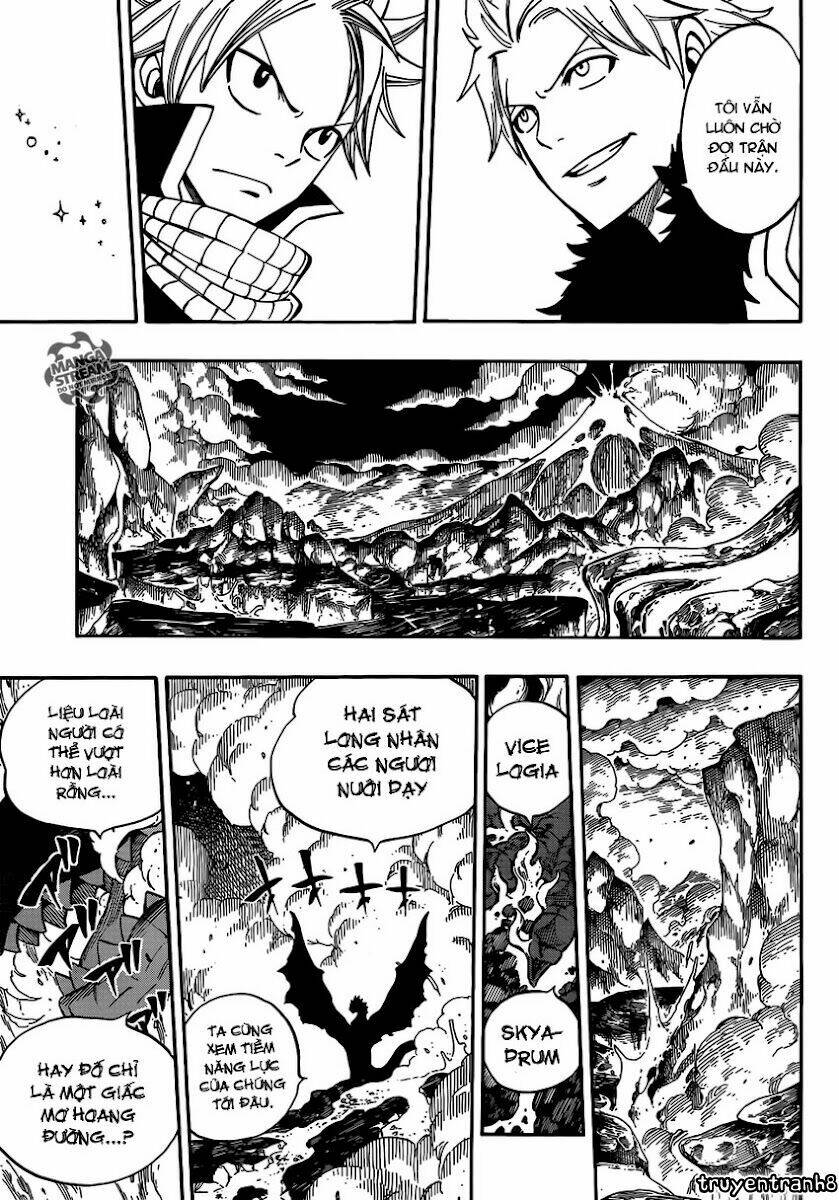 TÔI VẪN
LUÔN CHỜ
ĐỢI TRẬN
ĐẤU NÀY.
MANGA
STREAM
VICE
LOGIA
SKYA-
DRUM
HAI SÁT
LONG NHÂN
CÁC NGƯƠI
NUÔI DẠY
TA CŨNG
XEM TIỀM
NĂNG LỰC
CỦA CHÚNG
TỚI ĐÂU.
LIỆU LOÀI
NGƯỜI CÓ
THỂ VƯỢT
HƠN LOÀI
RỒNG...
HAY ĐÓ CHỈ
LÀ MỘT GIẤC
MƠ HOANG
ĐƯỜNG...?
truyentranh8